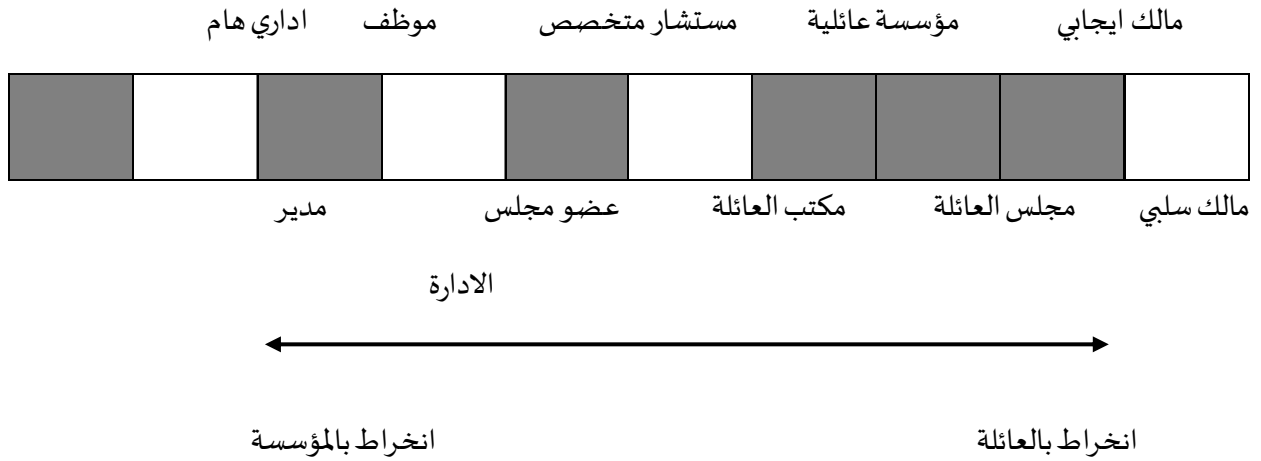 مالك ايجابي مؤسسة عائلية مستشار متخصص موظف اداري هام
مالك سلبي مجلس العائلة مكتب العائلة عضو مجلس مدير
الادارة
انخراط بالعائلة انخراط بالمؤسسة